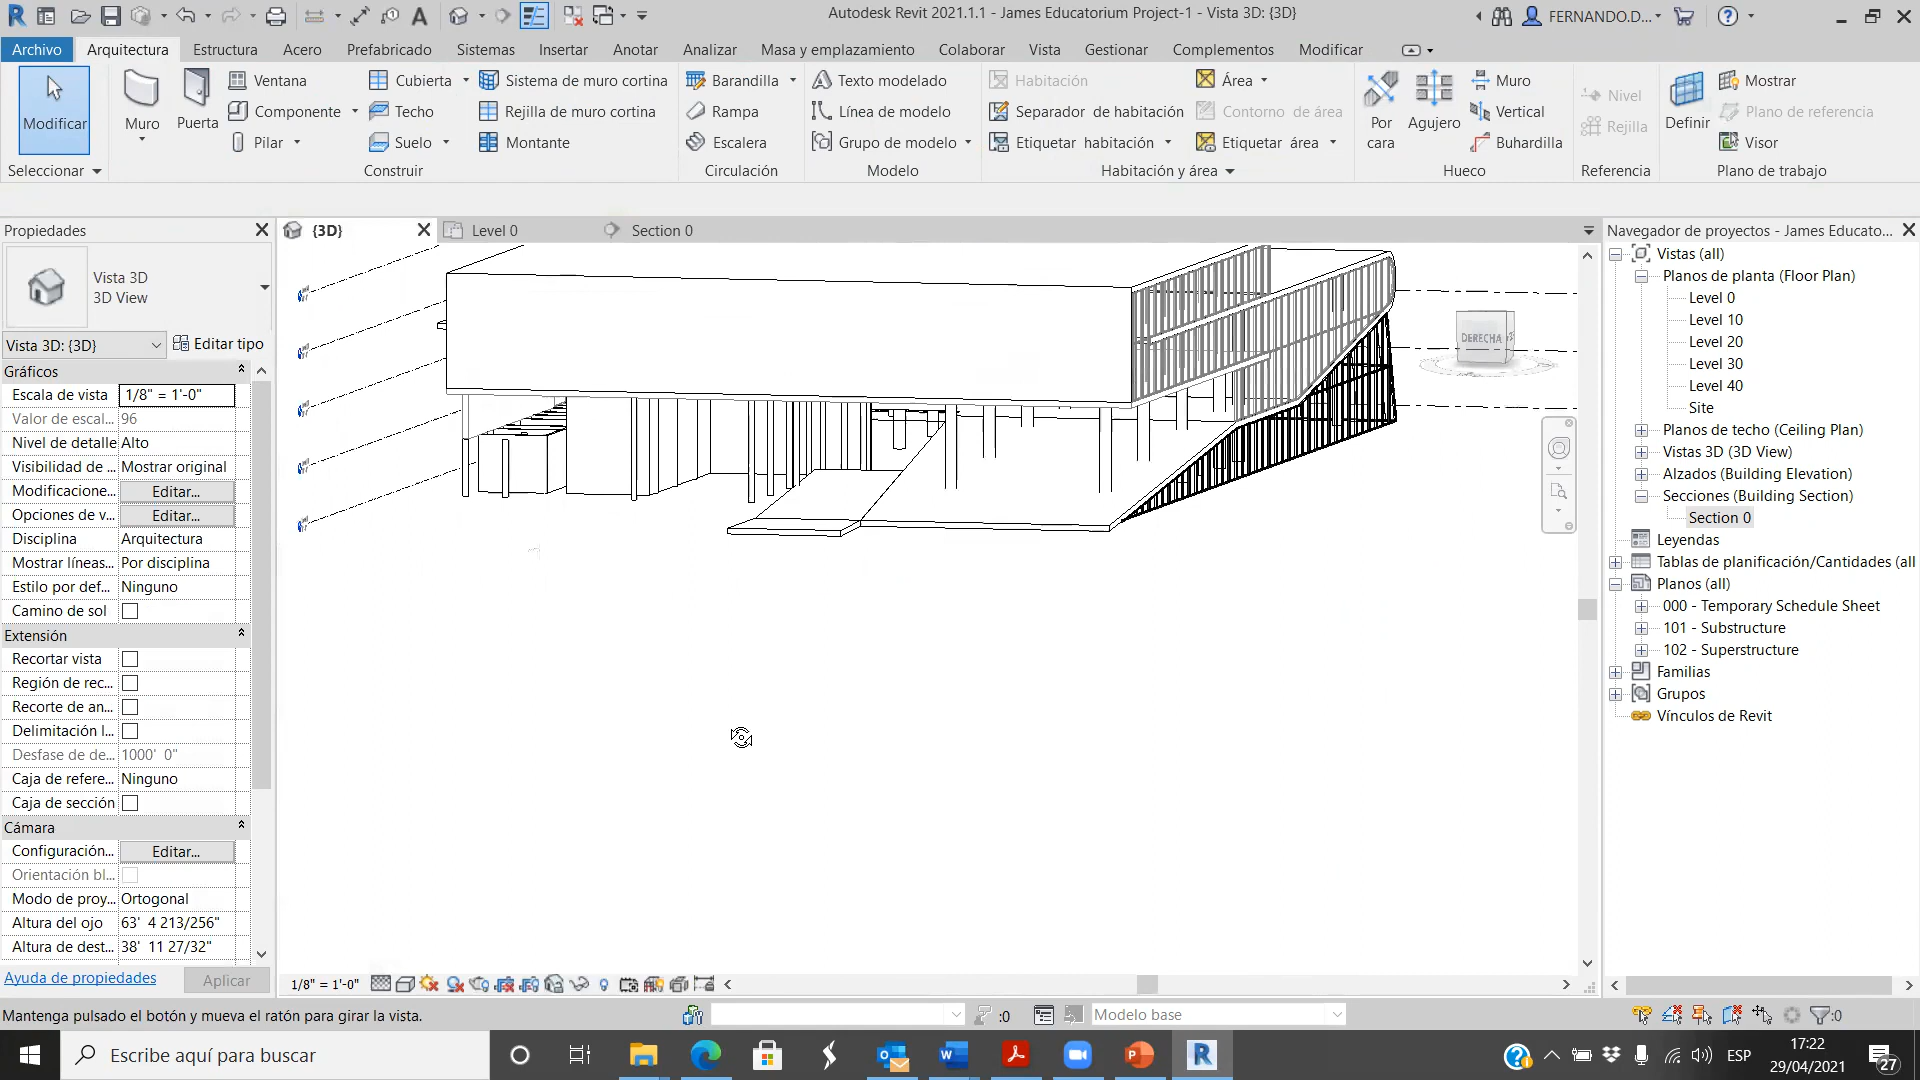 Autodesk Revit 2021.1.1 - James Educatorium Project-1 - Vista 3D: {3D}
FERNANDO.D...
Archivo Arquitectura Estructura Acero Prefabricado Sistemas Insertar Anotar Analizar Masa y emplazamiento Colaborar Vista Gestionar Complementos Modificar
Modificar
Muro
Puerta
Ventana
Componente
Pilar
Cubierta
Techo
Suelo
Sistema de muro cortina
Rejilla de muro cortina
Montante
Barandilla
Rampa
Escalera
Texto modelado
Línea de modelo
Grupo de modelo
Habitación
Separador de habitación
Etiquetar habitación
Área
Contorno de área
Etiquetar área
Por cara
Agujero
Muro
Vertical
Buhardilla
Nivel
Rejilla
Definir
Mostrar
Plano de referencia
Visor
Seleccionar Construir Circulación Modelo Habitación y área Hueco Referencia Plano de trabajo
Propiedades
{3D} Level 0 Section 0
Vista 3D
3D View
Vista 3D: {3D} Editar tipo
Gráficos
Escala de vista 1/8" = 1'-0"
Valor de escal... 96
Nivel de detalle Alto
Visibilidad de ... Mostrar original
Modificacione... Editar...
Opciones de v... Editar...
Disciplina Arquitectura
Mostrar líneas... Por disciplina
Estilo por def... Ninguno
Camino de sol
Extensión
Recortar vista
Región de rec...
Recorte de an...
Delimitación l...
Desfase de de... 1000' 0"
Caja de refere... Ninguno
Caja de sección
Cámara
Configuración... Editar...
Orientación bl...
Modo de proy... Ortogonal
Altura del ojo 63' 4 213/256"
Altura de dest... 38' 11 27/32"
Ayuda de propiedades Aplicar
DERECHA
1/8" = 1'-0"
Navegador de proyectos - James Educato...
Vistas (all)
Planos de planta (Floor Plan)
Level 0
Level 10
Level 20
Level 30
Level 40
Site
Planos de techo (Ceiling Plan)
Vistas 3D (3D View)
Alzados (Building Elevation)
Secciones (Building Section)
Section 0
Leyendas
Tablas de planificación/Cantidades (all
Planos (all)
000 - Temporary Schedule Sheet
101 - Substructure
102 - Superstructure
Familias
Grupos
Vínculos de Revit
Mantenga pulsado el botón y mueva el ratón para girar la vista.
:0
Modelo base
:0
Escribe aquí para buscar
ESP
17:22
29/04/2021
27